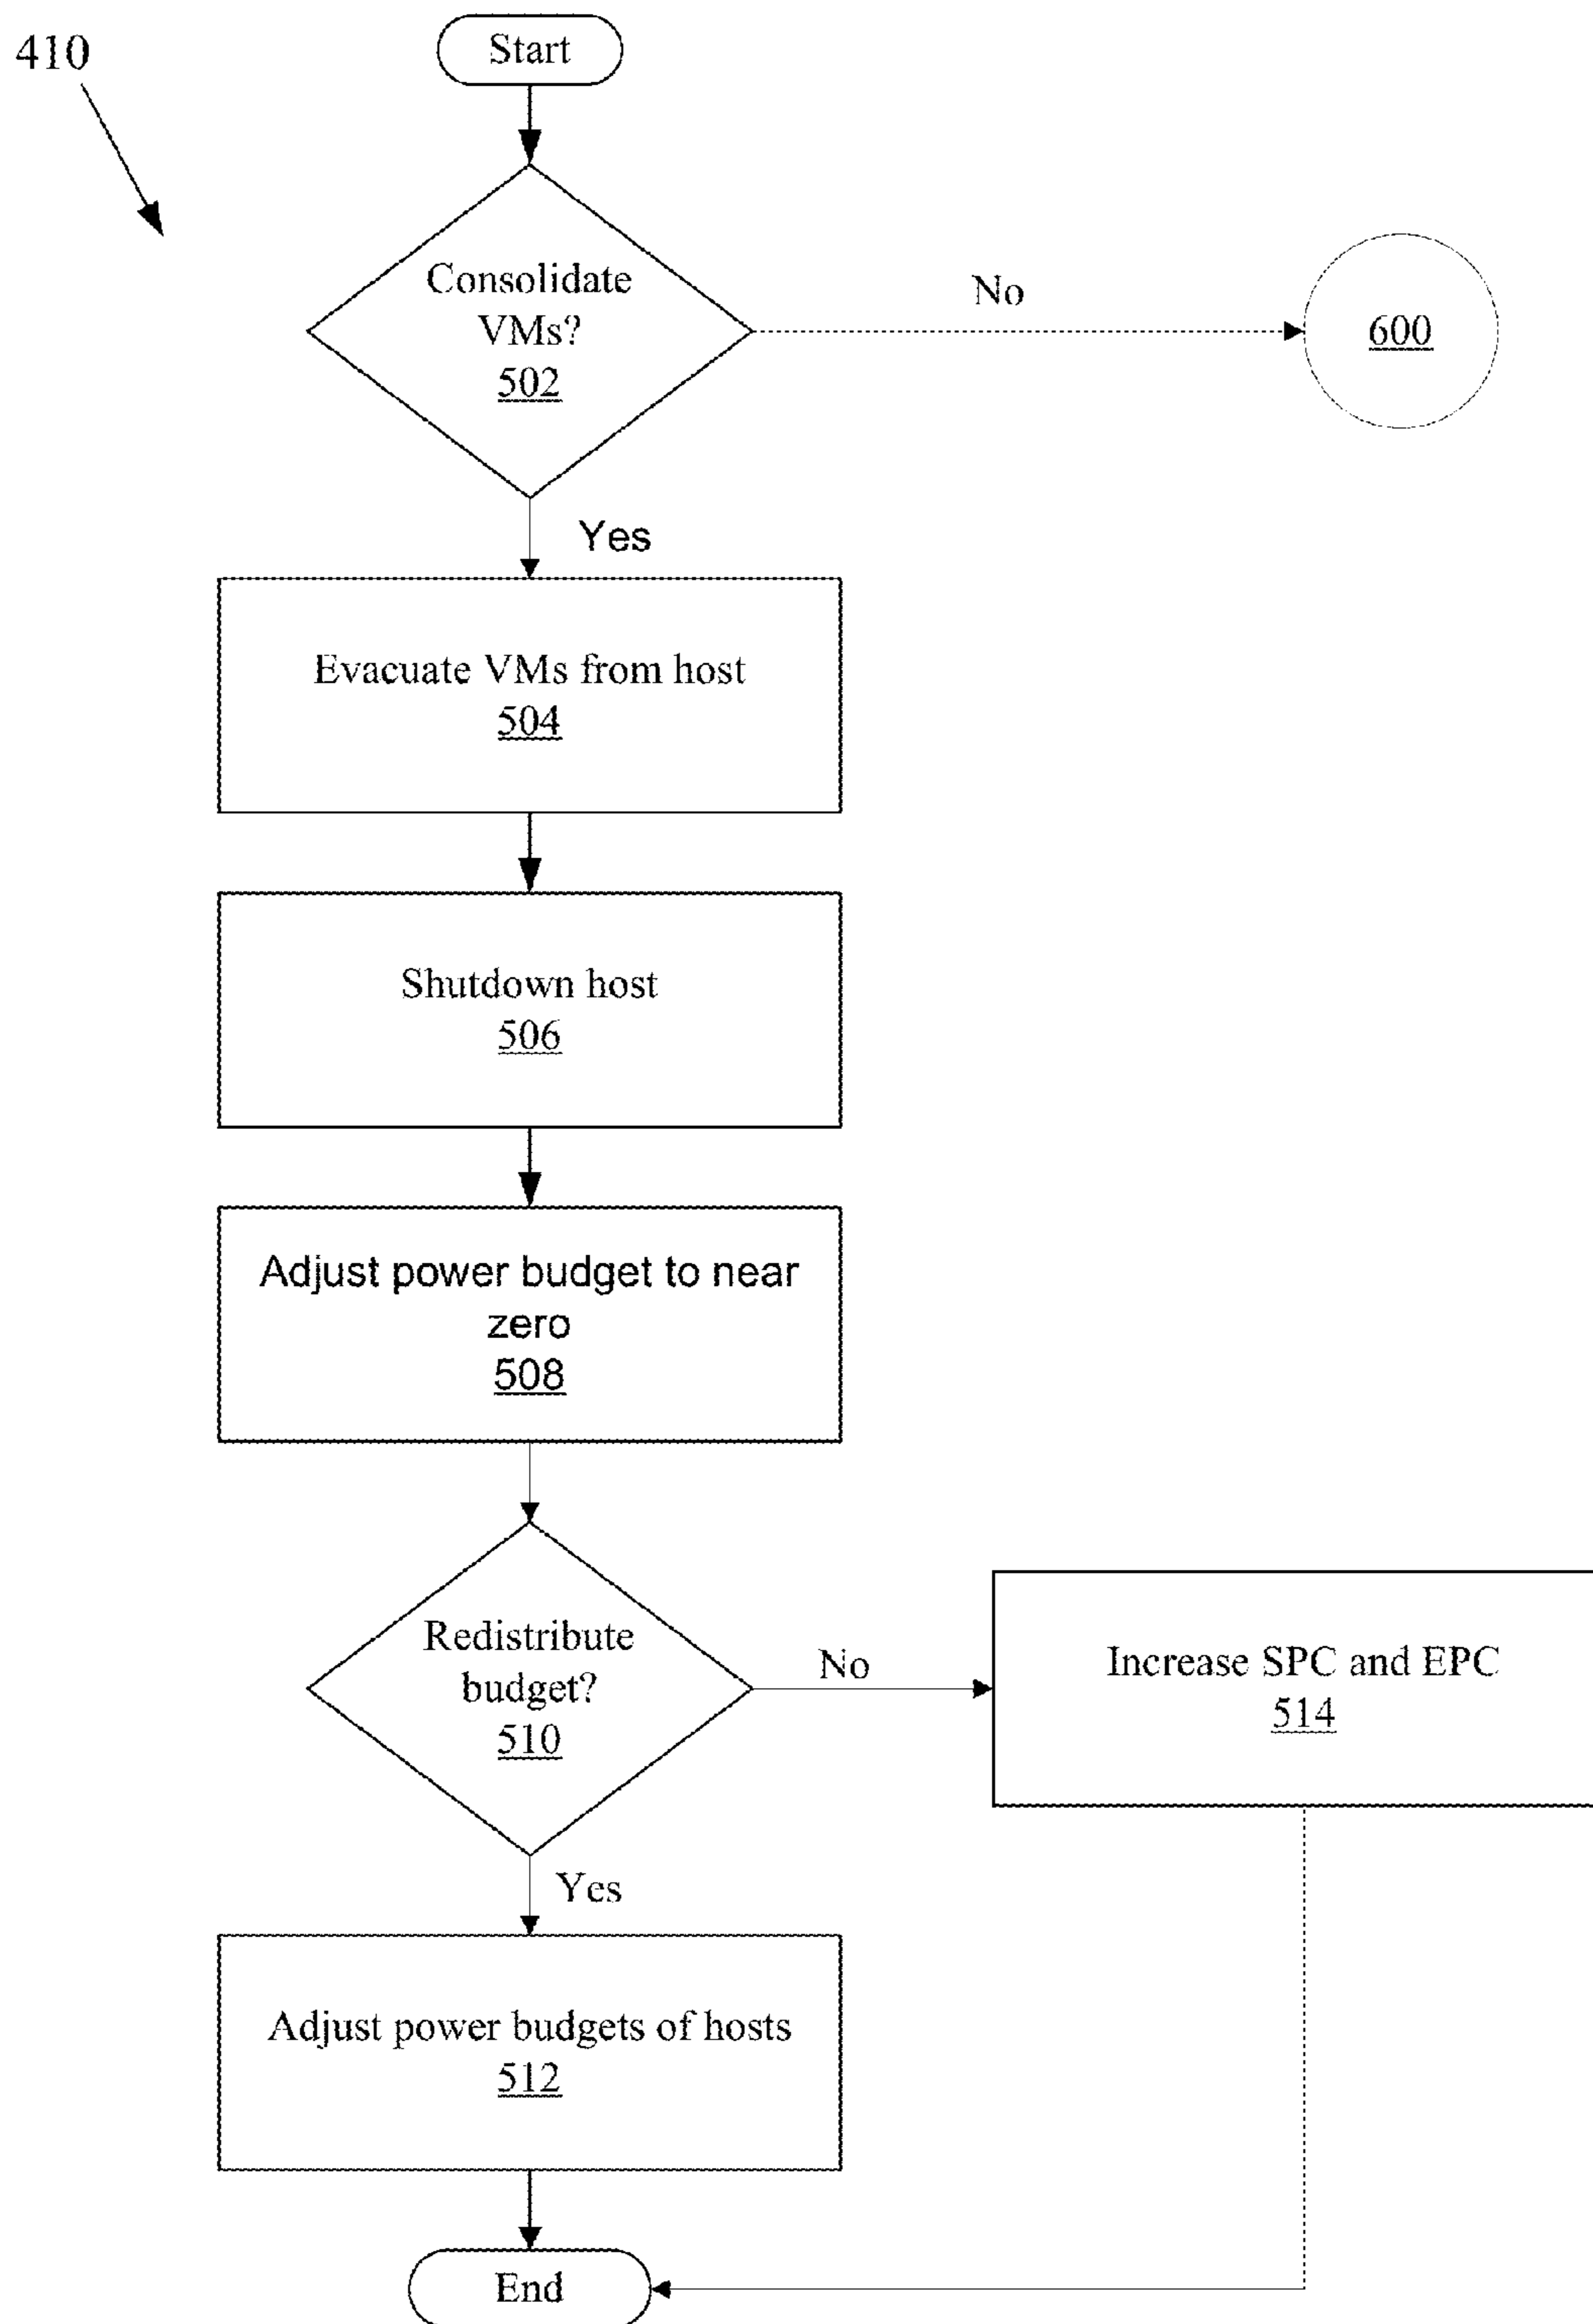 410
Start
Consolidate
VMs?
502
No
600
Yes
Evacuate VMs from host
504
Shutdown host
506
Adjust power budget to near
zero
508
Redistribute
budget?
510
No
Increase SPC and EPC
514
Yes
Adjust power budgets of hosts
512
End